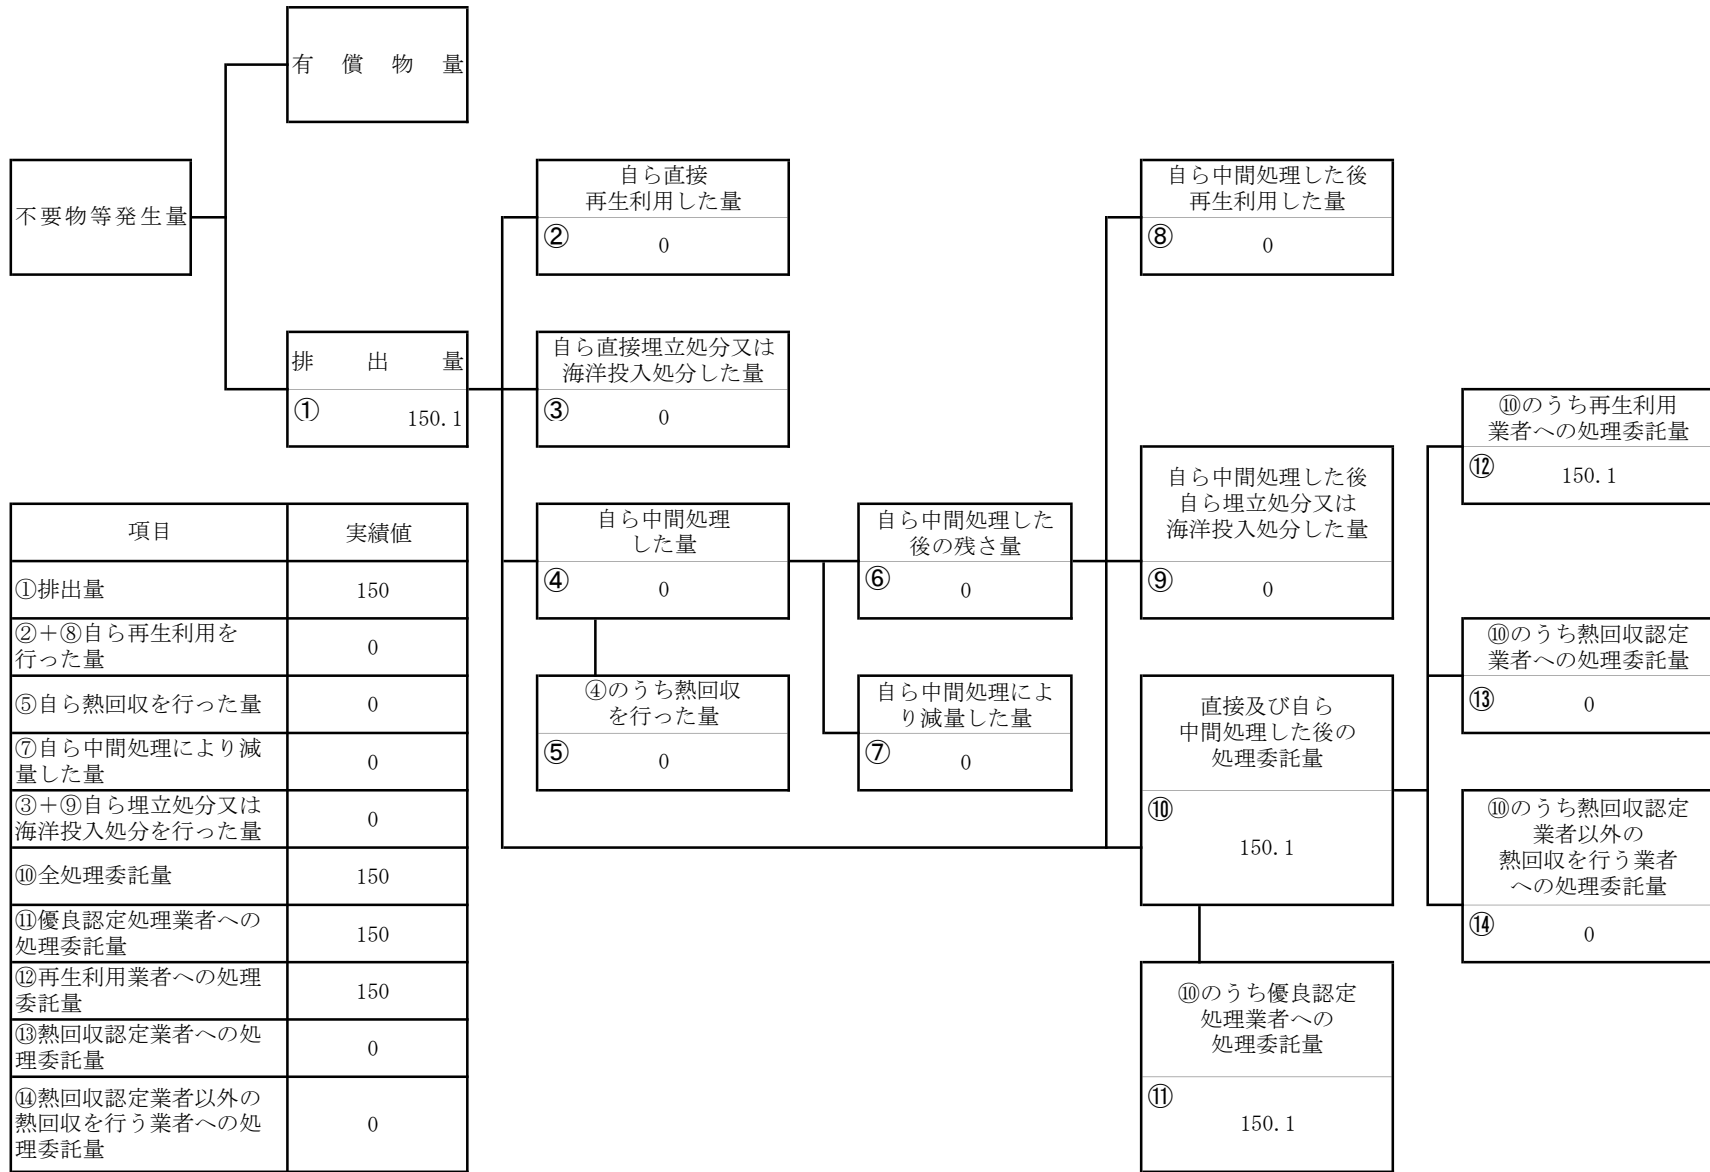 有償物量
不要物等発生量
排出量
①
150.1
自ら直接
再生利用した量
②
0
自ら直接埋立処分又は
海洋投入処分した量
③
0
自ら中間処理
した量
④
0
④のうち熱回収
を行った量
⑤
0
自ら中間処理した
後の残さ量
⑥
0
自ら中間処理によ
り減量した量
⑦
0
自ら中間処理した後
再生利用した量
⑧
0
自ら中間処理した後
自ら埋立処分又は
海洋投入処分した量
⑨
0
直接及び自ら
中間処理した後の
処理委託量
⑩
150.1
⑩のうち優良認定
処理業者への
処理委託量
⑪
150.1
⑩のうち再生利用
業者への処理委託量
⑫
150.1
⑩のうち熱回収認定
業者への処理委託量
⑬
0
⑩のうち熱回収認定
業者以外の
熱回収を行う業者
への処理委託量
⑭
0
項目 実績値
①排出量 150
②＋⑧自ら再生利用を
行った量 0
⑤自ら熱回収を行った量 0
⑦自ら中間処理により減
量した量 0
③＋⑨自ら埋立処分又は
海洋投入処分を行った量 0
⑩全処理委託量 150
⑪優良認定処理業者への
処理委託量 150
⑫再生利用業者への処理
委託量 150
⑬熱回収認定業者への処
理委託量 0
⑭熱回収認定業者以外の
熱回収を行う業者への処
理委託量 0